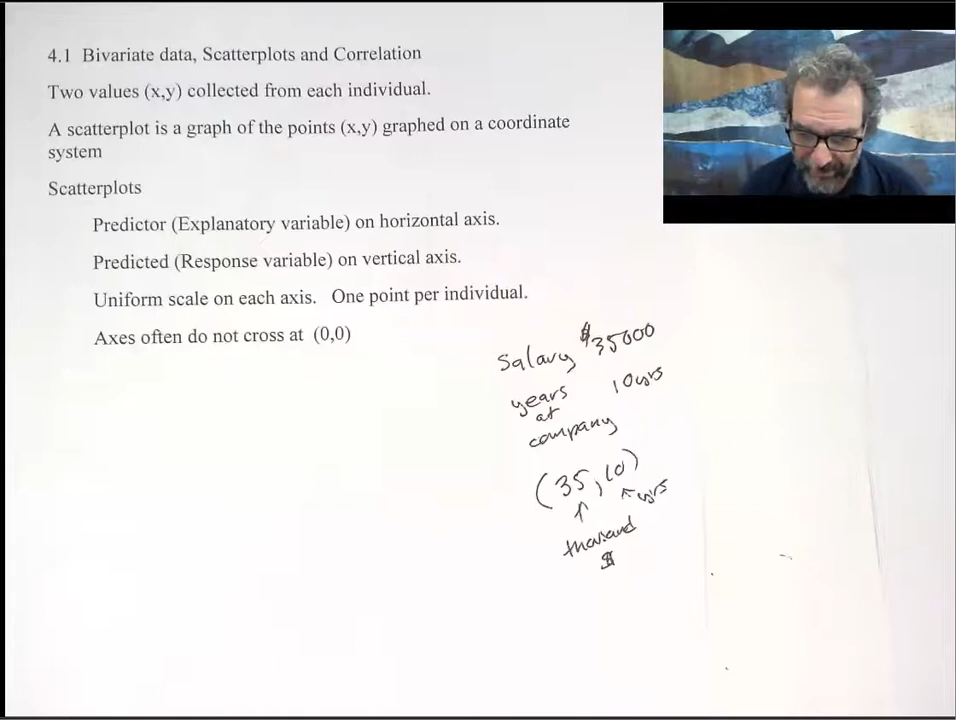 4.1 Bivariate data, Scatterplots and Correlation
Two values (x,y) collected from each individual.
A scatterplot is a graph of the points (x,y) graphed on a coordinate
system
Scatterplots
Predictor (Explanatory variable) on horizontal axis.
Predicted (Response variable) on vertical axis.
Uniform scale on each axis. One point per individual.
Axes often do not cross at (0,0)
Salary $35000
years 10yrs
at
company
(35,10)
↑ ↖ yrs
thousand
$